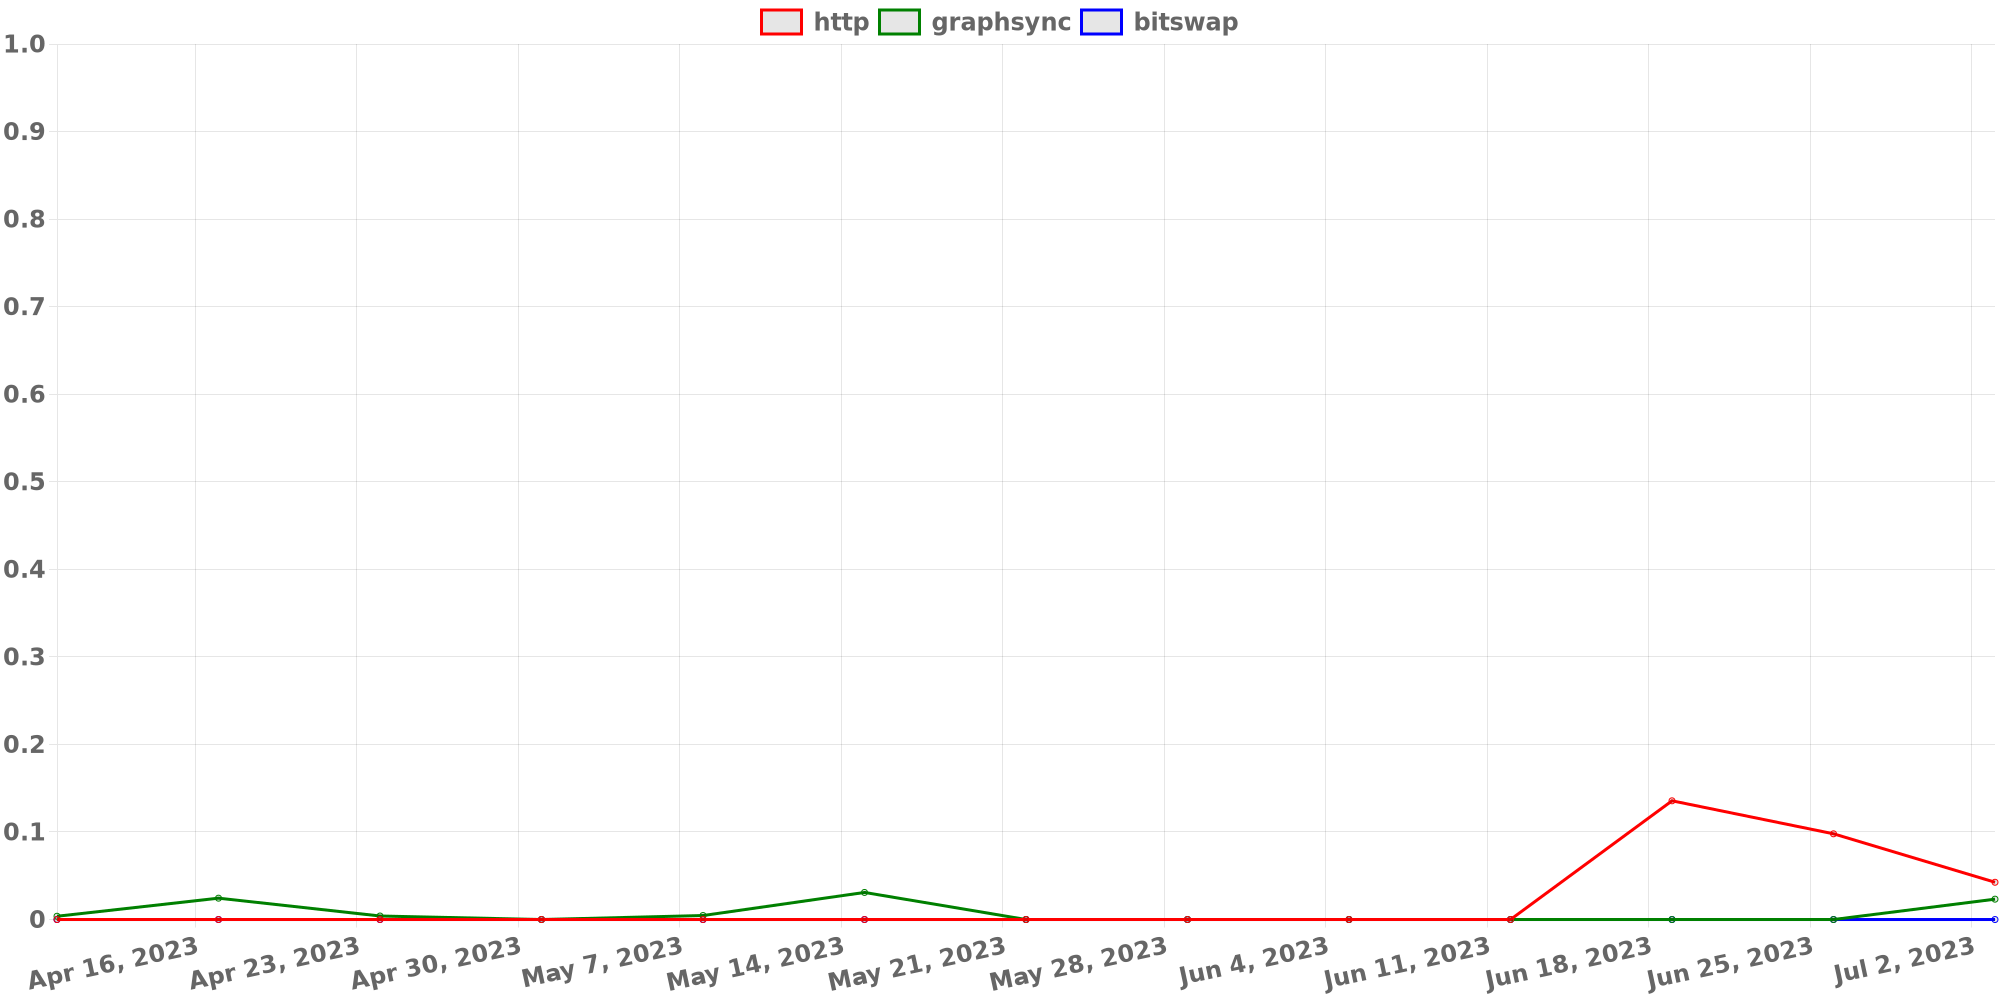 http graphsync bitswap
1.0
0.9
0.8
0.7
0.6
0.5
0.4
0.3
0.2
0.1
0
Apr 16, 2023
Apr 23, 2023
Apr 30, 2023
May 7, 2023
May 14, 2023
May 21, 2023
May 28, 2023
Jun 4, 2023
Jun 11, 2023
Jun 18, 2023
Jun 25, 2023
Jul 2, 2023